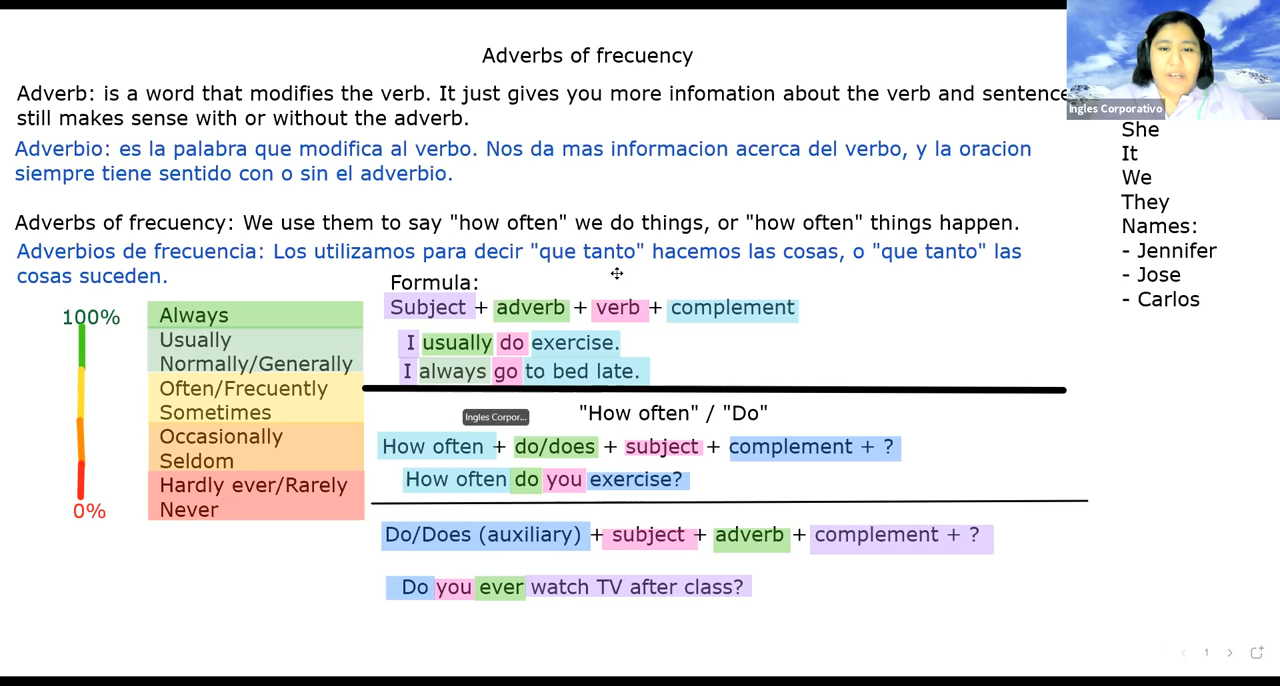 Adverbs of frecuency
Adverb: is a word that modifies the verb. It just gives you more infomation about the verb and sentence
still makes sense with or without the adverb.
Adverbio: es la palabra que modifica al verbo. Nos da mas informacion acerca del verbo, y la oracion
siempre tiene sentido con o sin el adverbio.
Adverbs of frecuency: We use them to say "how often" we do things, or "how often" things happen.
Adverbios de frecuencia: Los utilizamos para decir "que tanto" hacemos las cosas, o "que tanto" las
cosas suceden.
Ingles Corporativo
She
It
We
They
Names:
- Jennifer
- Jose
- Carlos
100%
0%
Always
Usually
Normally/Generally
Often/Frequently
Sometimes
Occasionally
Seldom
Hardly ever/Rarely
Never
Formula:
Subject + adverb + verb + complement
I usually do exercise.
I always go to bed late.
Ingles Corpor...
"How often" / "Do"
How often + do/does + subject + complement + ?
How often do you exercise?
Do/Does (auxiliary) + subject + adverb + complement + ?
Do you ever watch TV after class?
1